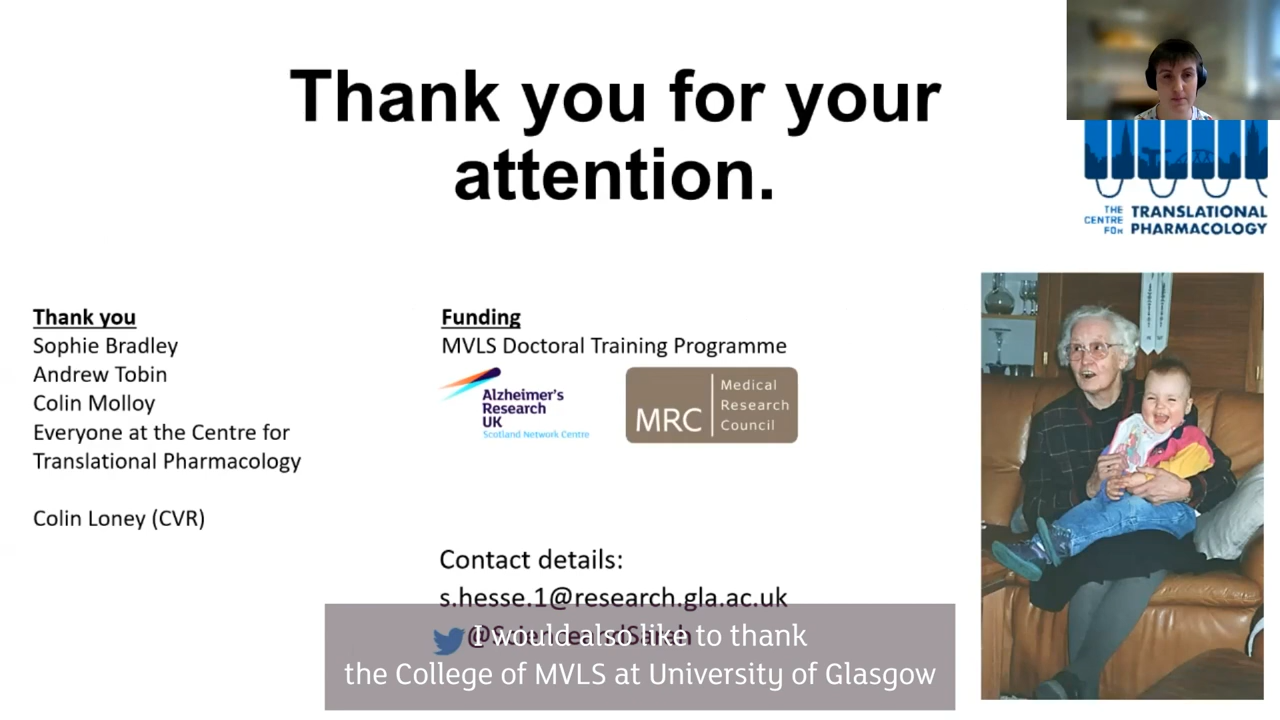 Thank you for your
attention.
THE
CENTRE
FOR
TRANSLATIONAL
PHARMACOLOGY
Thank you
Sophie Bradley
Andrew Tobin
Colin Molloy
Everyone at the Centre for
Translational Pharmacology
Colin Loney (CVR)
Funding
MVLS Doctoral Training Programme
Alzheimer's
Research
UK
Scotland Network Centre
MRC
Medical
Research
Council
Contact details:
s.hesse.1@research.gla.ac.uk
I would also like to thank
the College of MVLS at University of Glasgow